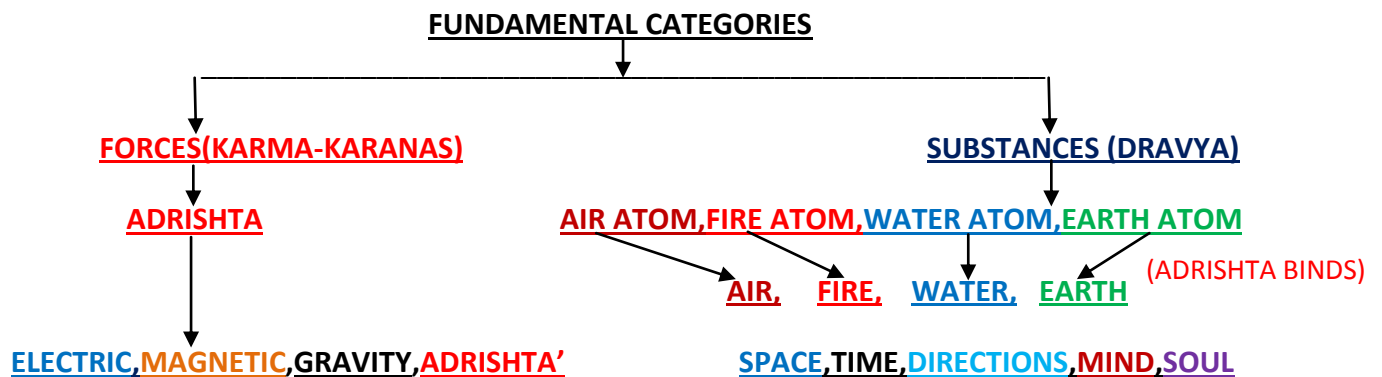 FUNDAMENTAL CATEGORIES
FORCES(KARMA-KARANAS)
SUBSTANCES (DRAVYA)
ADRISHTA
AIR ATOM,FIRE ATOM,WATER ATOM,EARTH ATOM
(ADRISHTA BINDS)
AIR, FIRE, WATER, EARTH
ELECTRIC,MAGNETIC,GRAVITY,ADRISHTA’
SPACE,TIME,DIRECTIONS,MIND,SOUL